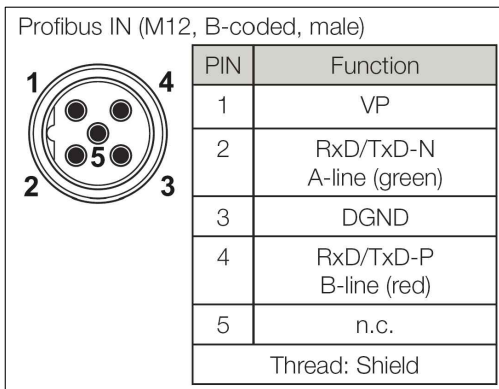 Profibus IN (M12, B-coded, male)
1 4
5
2 3
PIN Function
1 VP
2 RxD/TxD-N
A-line (green)
3 DGND
4 RxD/TxD-P
B-line (red)
5 n.c.
Thread: Shield